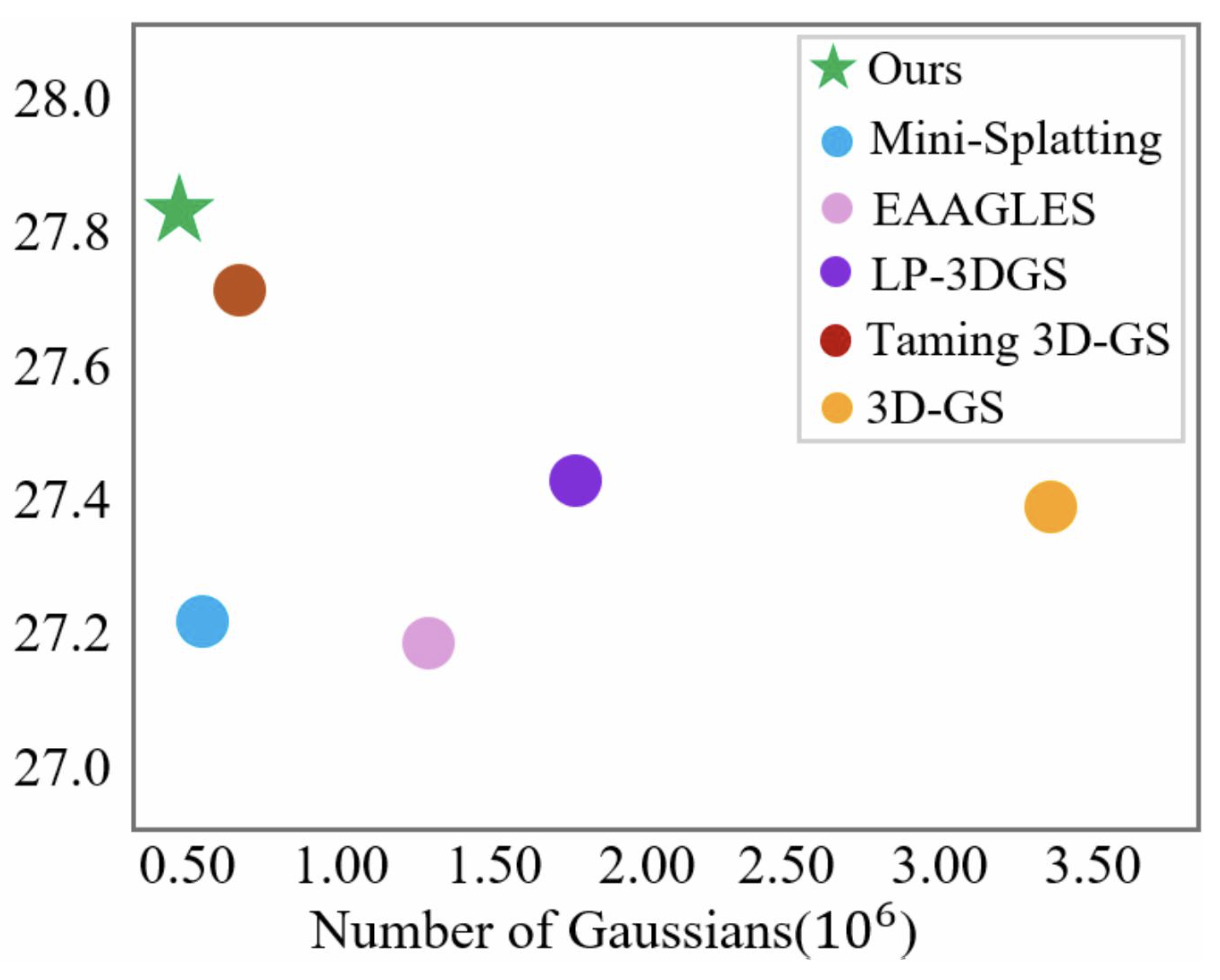 28.0
27.8
27.6
27.4
27.2
27.0
Ours
Mini-Splatting
EAAGLES
LP-3DGS
Taming 3D-GS
3D-GS
0.50 1.00 1.50 2.00 2.50 3.00 3.50
Number of Gaussians(10⁶)